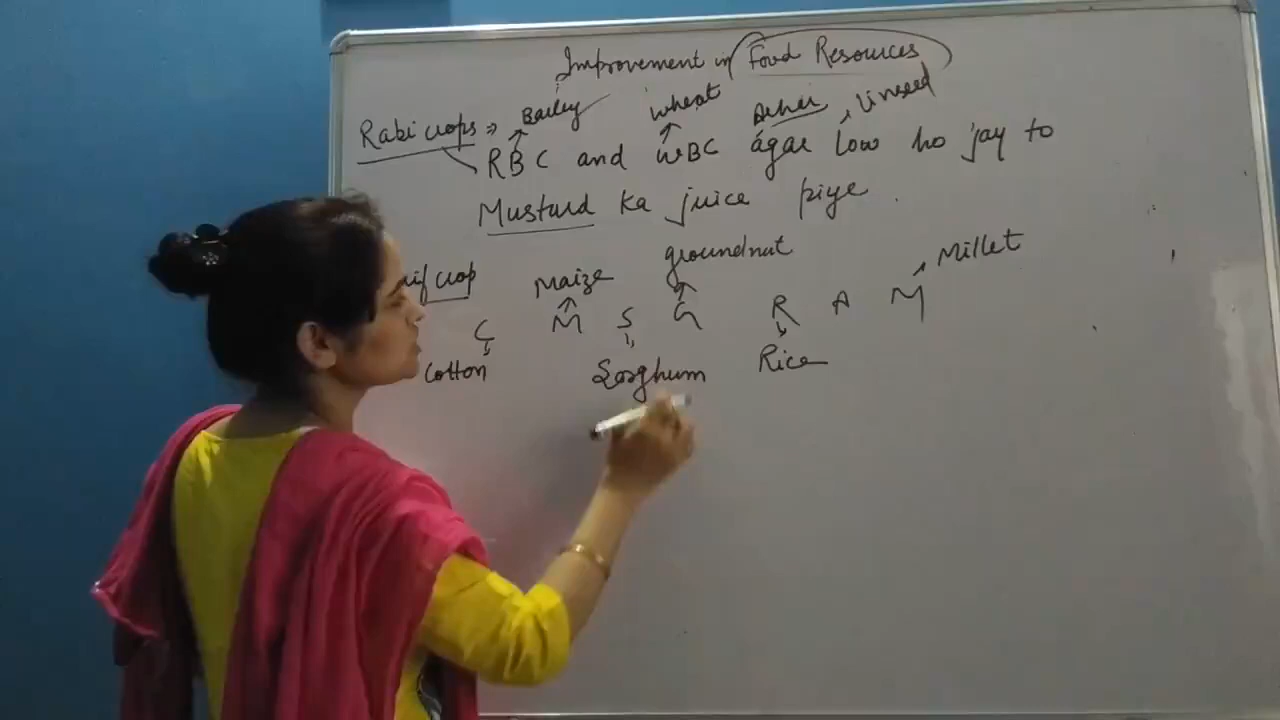 Improvement in Food Resources
Barley wheat linseed
Rabi crops ⇒ RBC and WBC agar low ho jay to
Mustard ka juice piye.
groundnut
if crop Maize Millet
C M S G R A M
Cotton Sorghum Rice